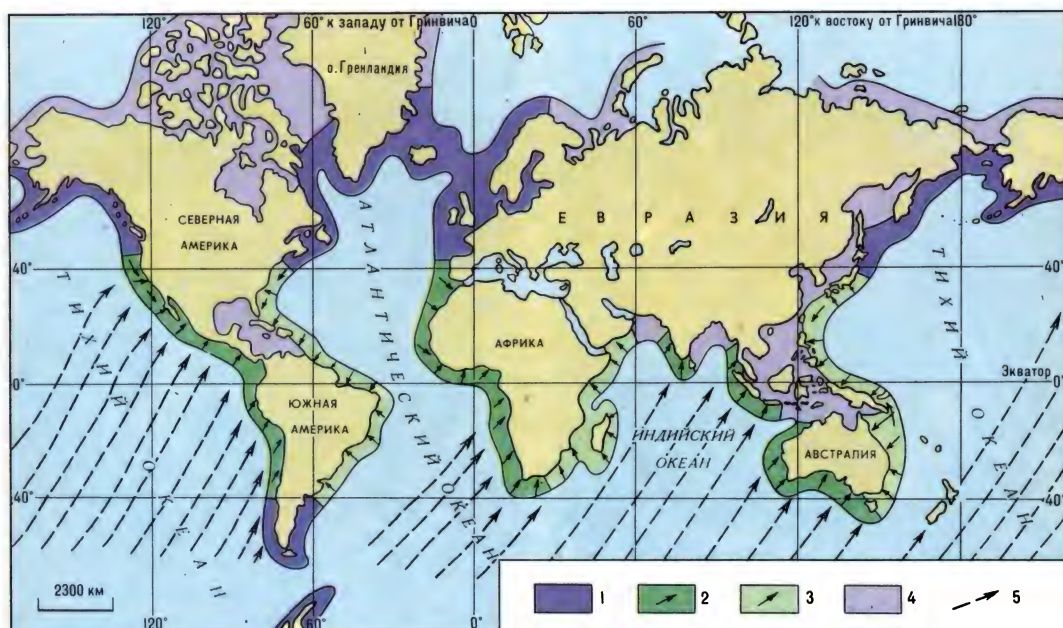 120° 60° к западу от Гринвича 0 60° 120° к востоку от Гринвича 180°
о. Гренландия
СЕВЕРНАЯ
АМЕРИКА
ЕВРАЗИЯ
АТЛАНТИЧЕСКИЙ ОКЕАН
ТИХИЙ ОКЕАН
ТИХИЙ ОКЕАН
40° 40°
АФРИКА
Экватор
0° 0° 0°
ЮЖНАЯ
АМЕРИКА
ИНДИЙСКИЙ
ОКЕАН
АВСТРАЛИЯ
40° 40°
2300 км
1 2 3 4 5
120° 60° 0